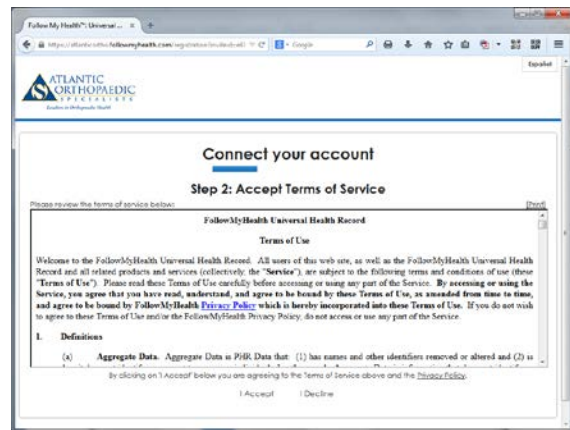 Follow My Health™: Universal ...
Google
Español
ATLANTIC
ORTHOPAEDIC
SPECIALISTS
Connect your account
Step 2: Accept Terms of Service
Please review the terms of service below:
[Print]
FollowMyHealth Universal Health Record
Terms of Use
Welcome to the FollowMyHealth Universal Health Record. All users of this web site, as well as the FollowMyHealth Universal Health
Record and all related products and services (collectively, the "Service"), are subject to the following terms and conditions of use (these
"Terms of Use"). Please read these Terms of Use carefully before accessing or using any part of the Service. By accessing or using the
Service, you agree that you have read, understand, and agree to be bound by these Terms of Use, as amended from time to time,
and agree to be bound by FollowMyHealth Privacy Policy which is hereby incorporated into these Terms of Use. If you do not wish
to agree to these Terms of Use and/or the FollowMyHealth Privacy Policy, do not access or use any part of the Service.
1. Definitions
(a) Aggregate Data. Aggregate Data is PHR Data that: (1) has names and other identifiers removed or altered and (2) is
By clicking on 'I Accept' below you are agreeing to the Terms of Service above and the Privacy Policy.
I Accept I Decline